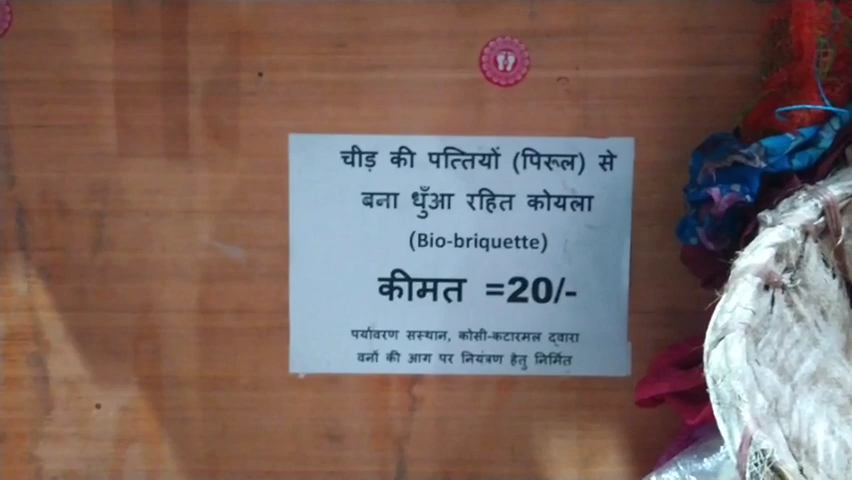 चीड़ की पत्तियों (पिरूल) से
बना धुँआ रहित कोयला
(Bio-briquette)
कीमत =20/-
पर्यावरण संस्थान, कोसी-कटारमल द्वारा
वनों की आग पर नियंत्रण हेतु निर्मित